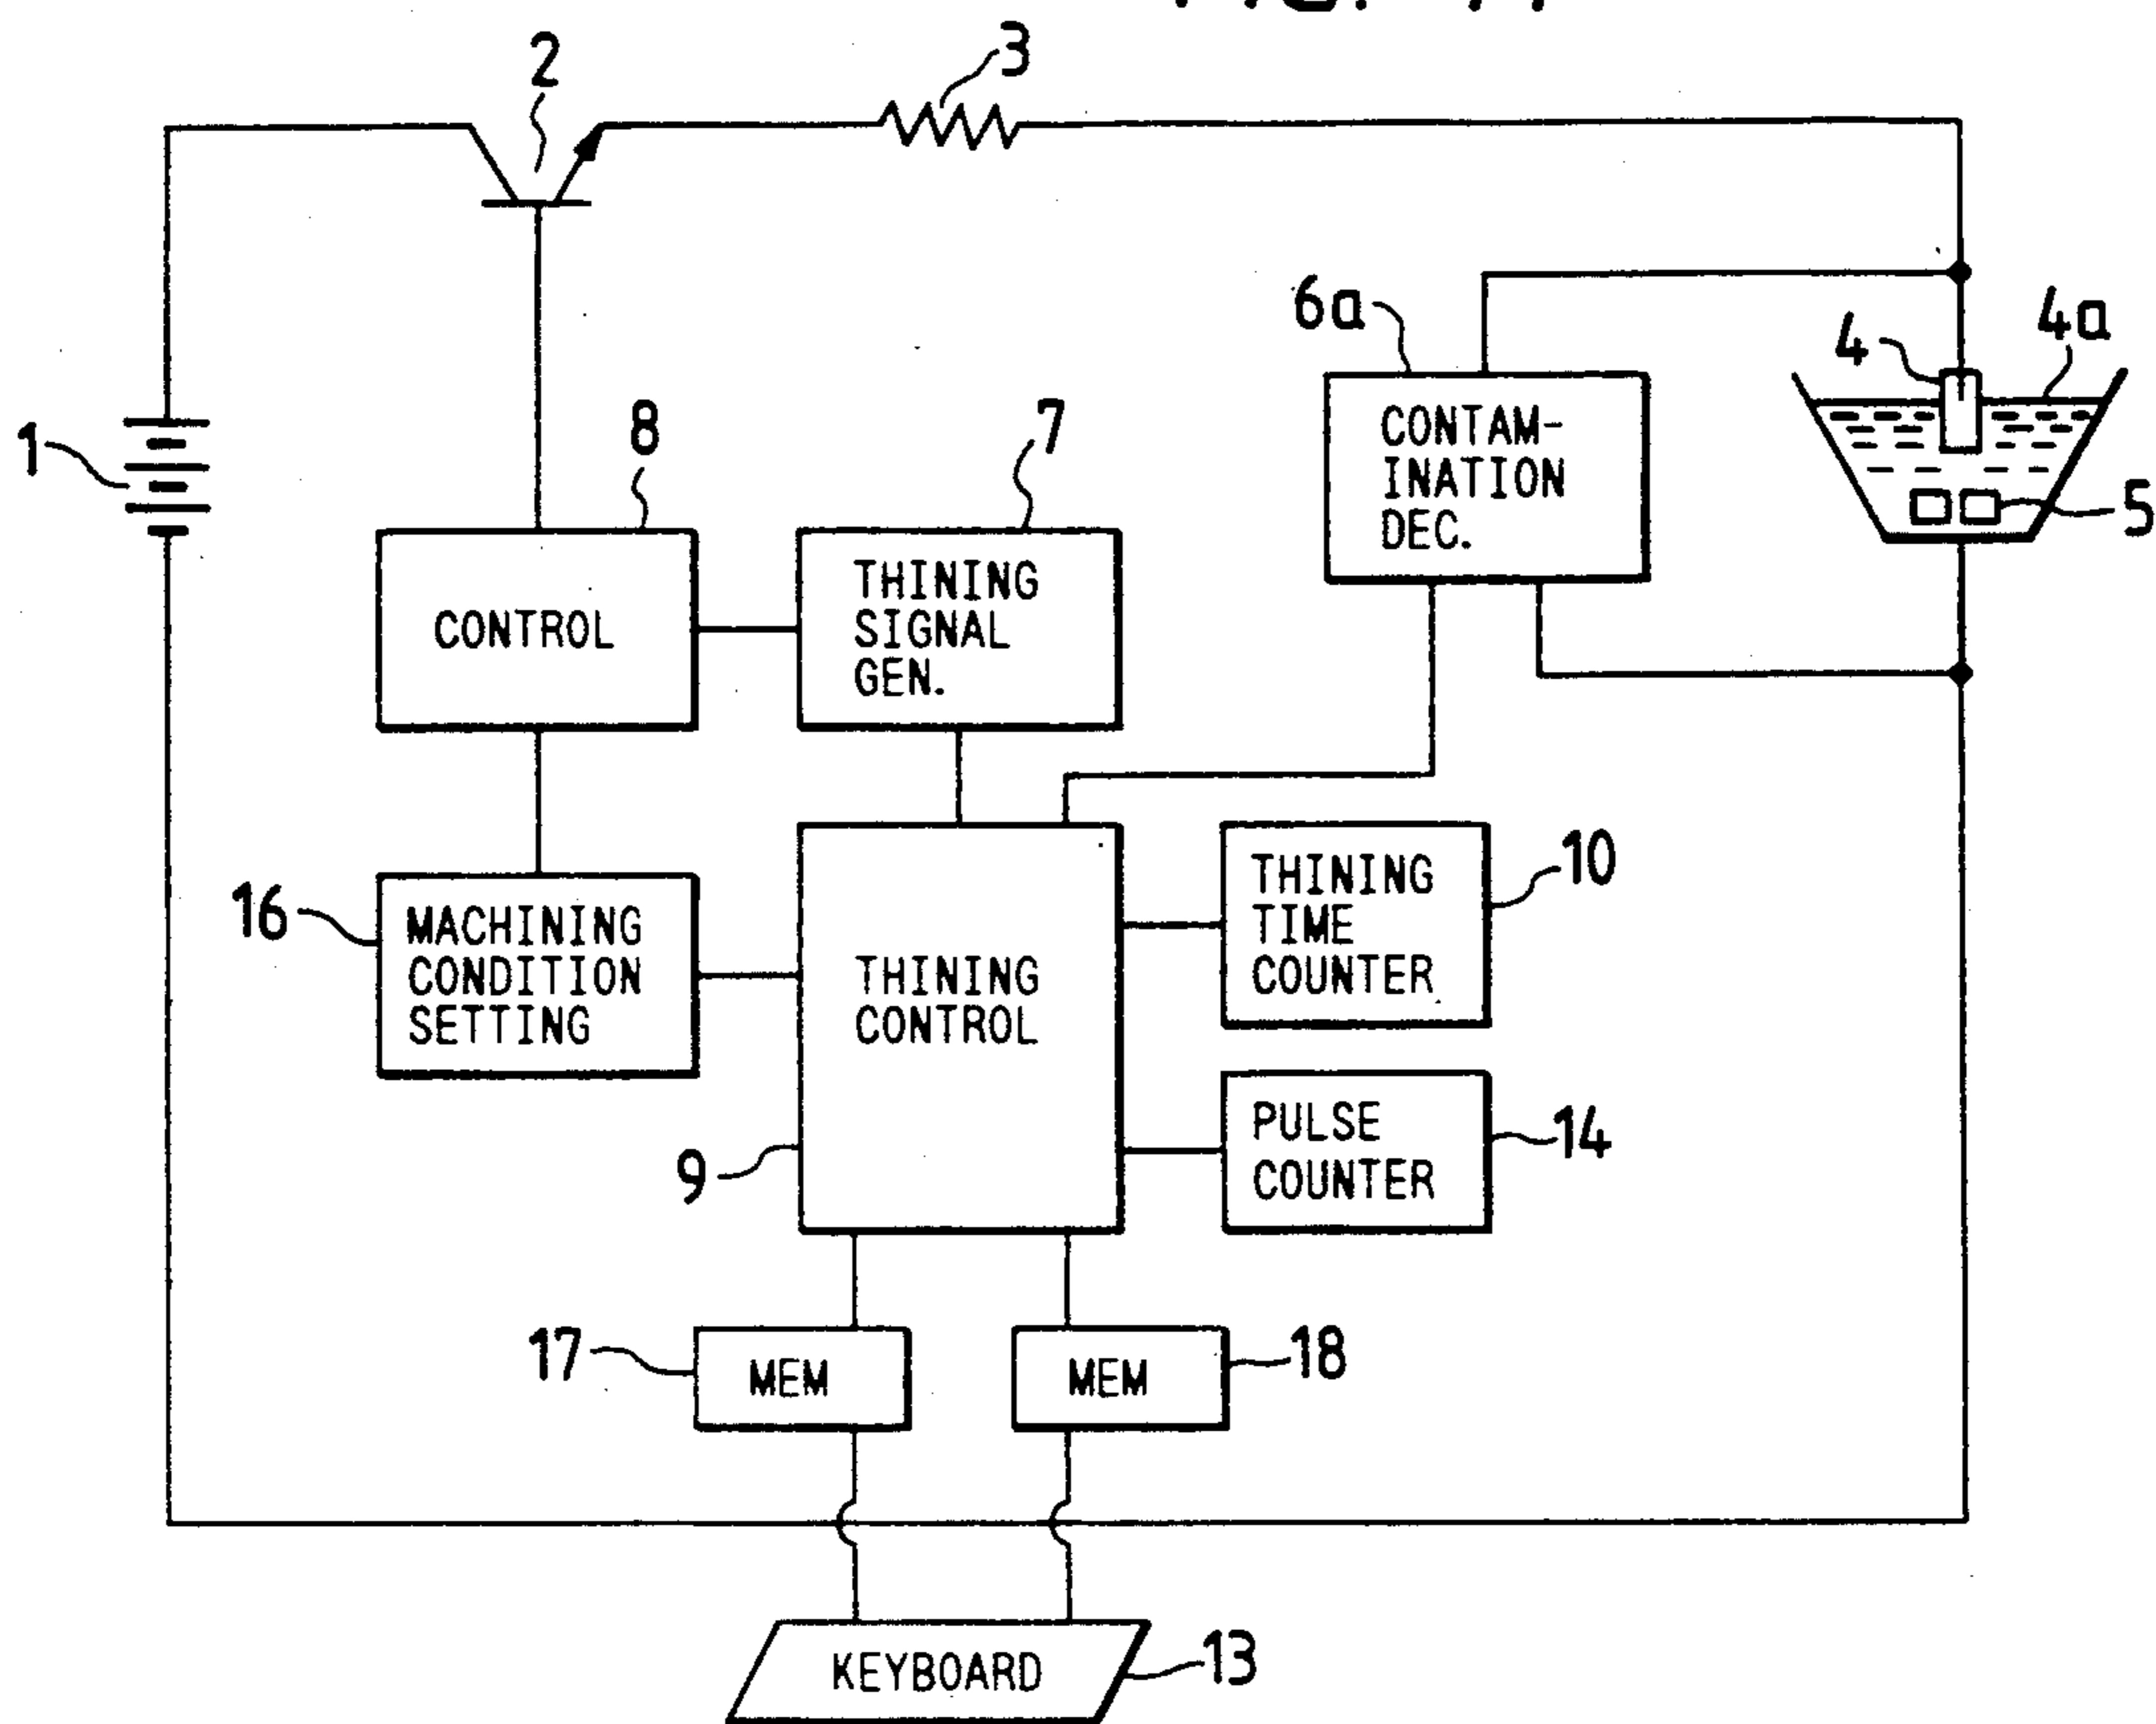 2
3
6a
4
4a
1
8
7
CONTAM-
INATION
DEC.
5
CONTROL
THINING
SIGNAL
GEN.
16
MACHINING
CONDITION
SETTING
THINING
CONTROL
THINING
TIME
COUNTER
10
9
PULSE
COUNTER
14
17
MEM
MEM
18
KEYBOARD
13